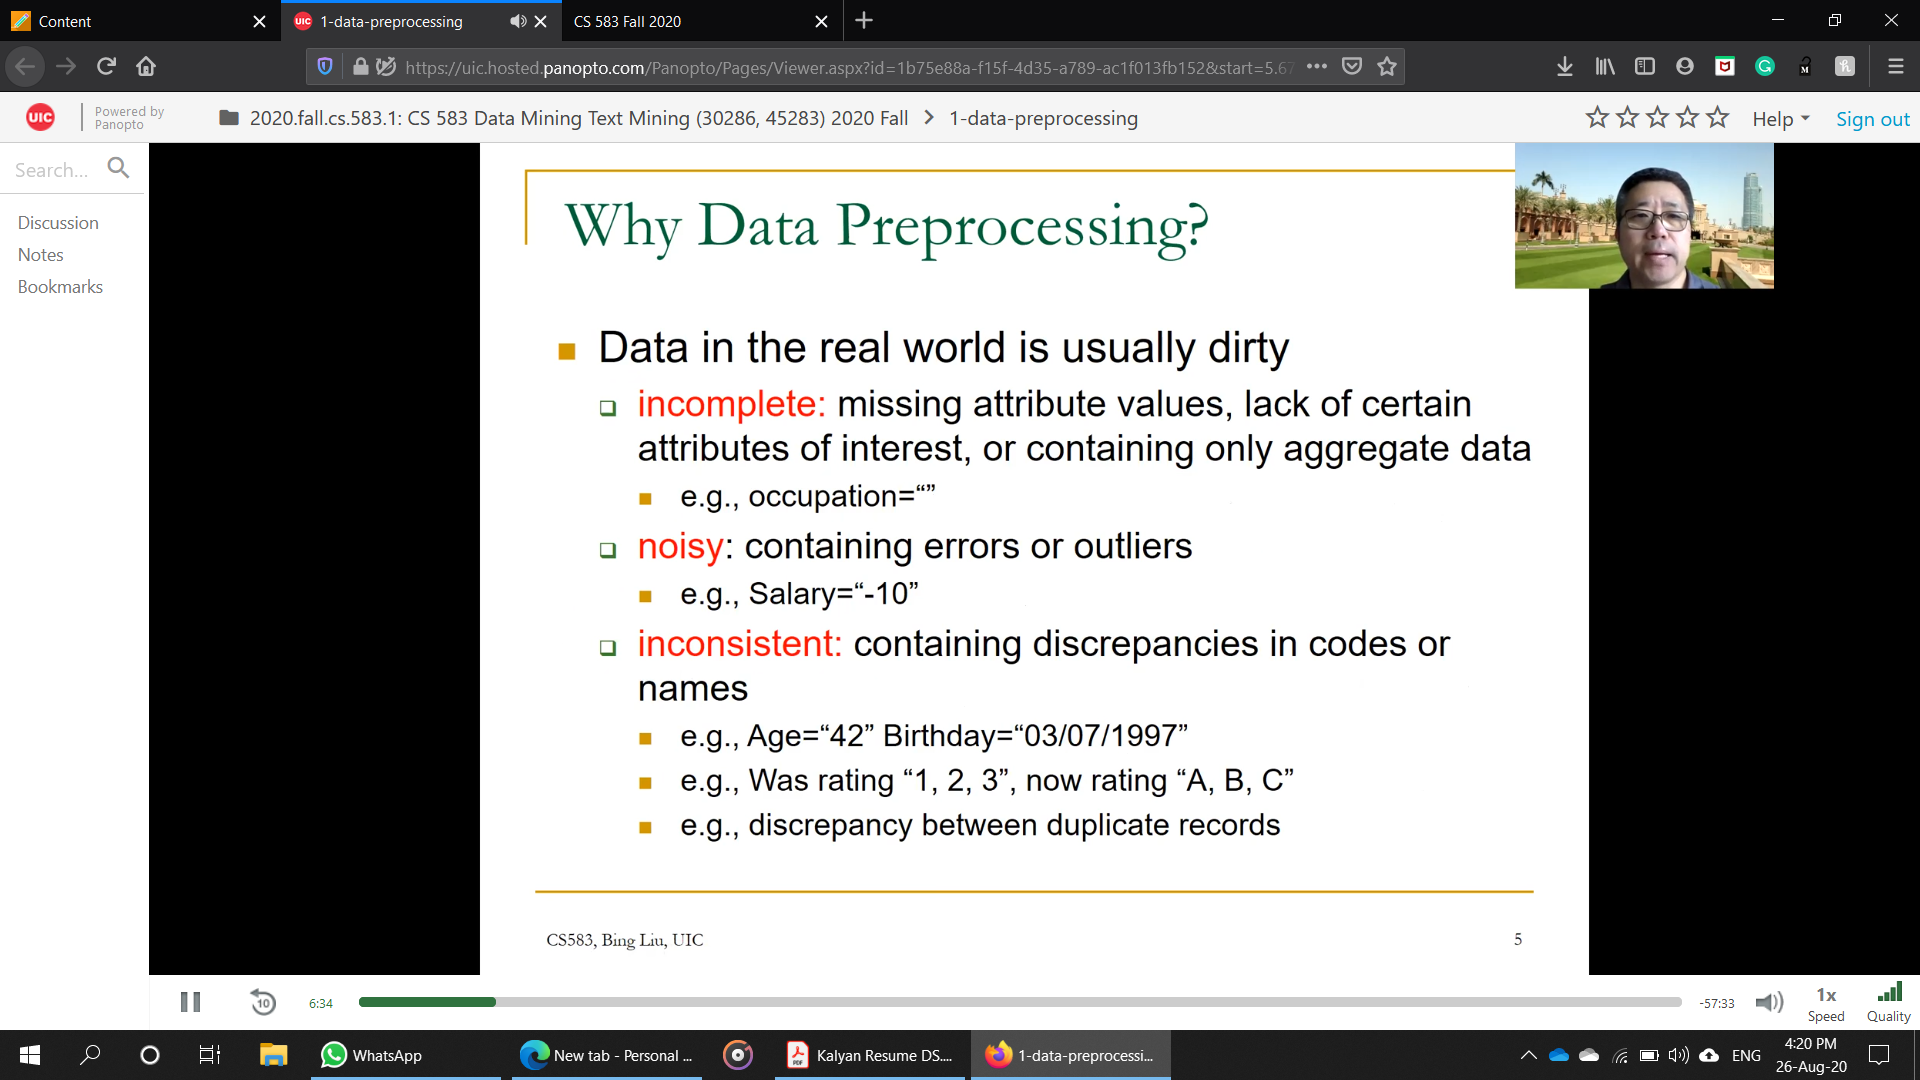 Content
UIC 1-data-preprocessing
CS 583 Fall 2020
https://uic.hosted.panopto.com/Panopto/Pages/Viewer.aspx?id=1b75e88a-f15f-4d35-a789-ac1f013fb152&start=5.67
UIC
Powered by
Panopto
2020.fall.cs.583.1: CS 583 Data Mining Text Mining (30286, 45283) 2020 Fall > 1-data-preprocessing
Help
Sign out
Search...
Discussion
Notes
Bookmarks
Why Data Preprocessing?
Data in the real world is usually dirty
incomplete: missing attribute values, lack of certain
attributes of interest, or containing only aggregate data
e.g., occupation=“”
noisy: containing errors or outliers
e.g., Salary=“-10”
inconsistent: containing discrepancies in codes or
names
e.g., Age=“42” Birthday=“03/07/1997”
e.g., Was rating “1, 2, 3”, now rating “A, B, C”
e.g., discrepancy between duplicate records
CS583, Bing Liu, UIC
5
10
6:34
-57:33
1x
Speed
Quality
WhatsApp
New tab - Personal ...
PDF
Kalyan Resume DS....
1-data-preprocessi...
ENG
4:20 PM
26-Aug-20